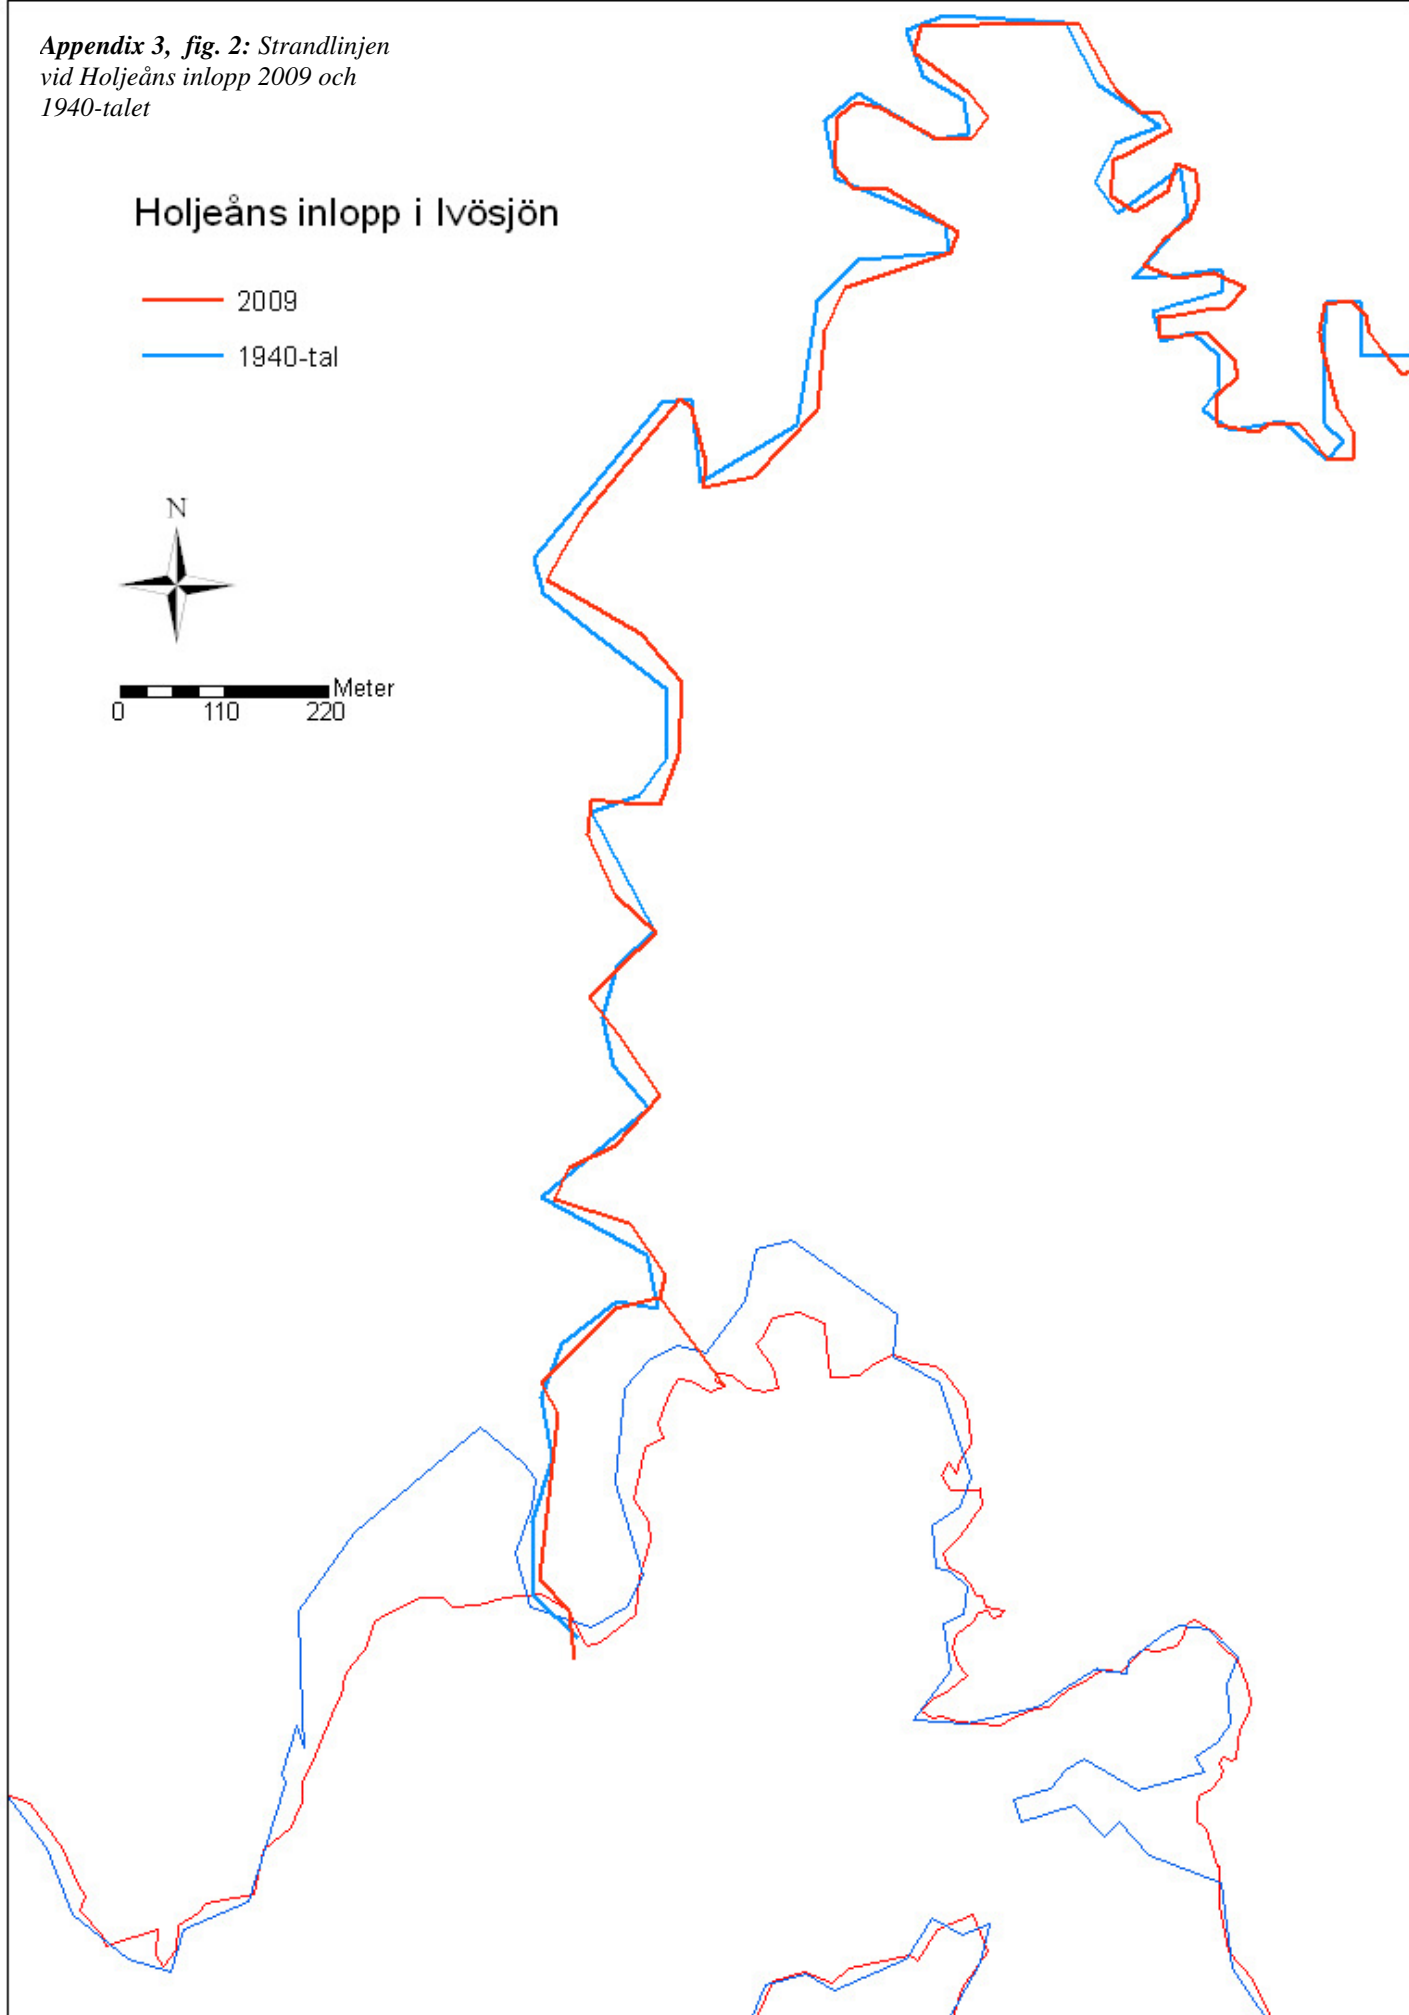 Appendix 3, fig. 2: Strandlinjen
vid Holjeåns inlopp 2009 och
1940-talet
Holjeåns inlopp i Ivösjön
2009
1940-tal
N
Meter
0 110 220